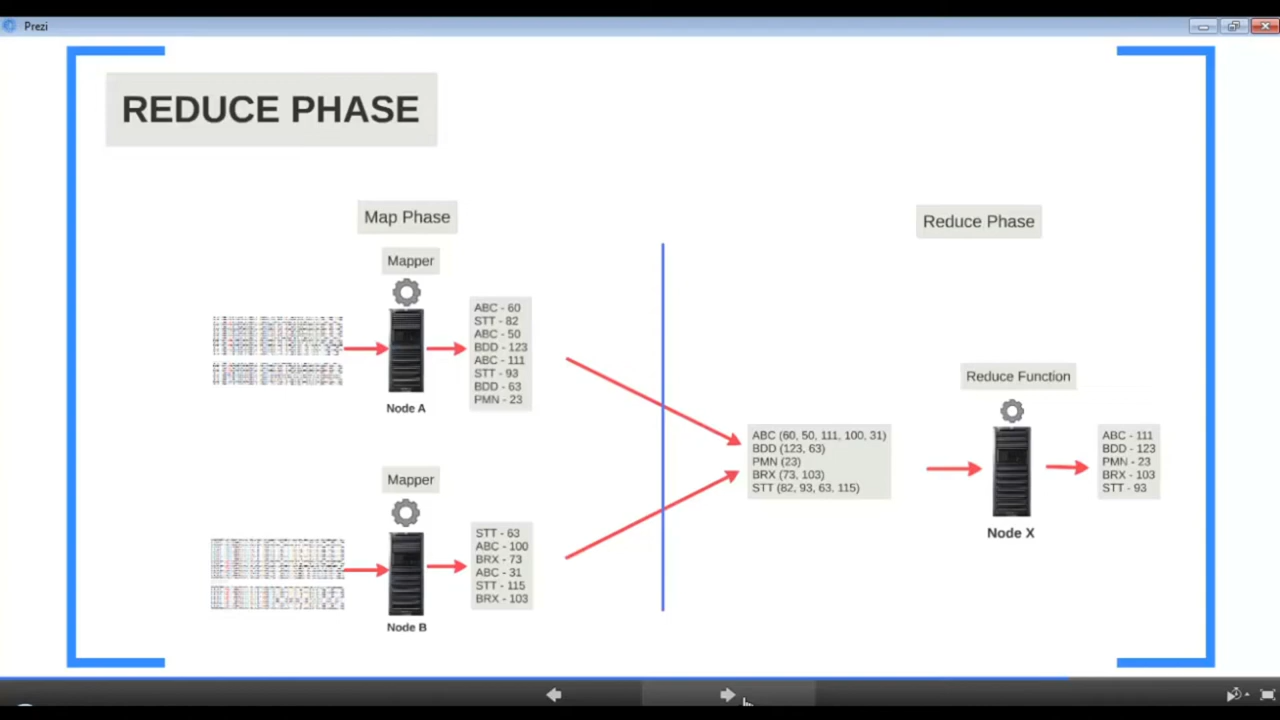 Prezi
REDUCE PHASE
Map Phase
Reduce Phase
Mapper
ABC - 60
STT - 82
ABC - 50
BDD - 123
ABC - 111
STT - 93
BDD - 63
PMN - 23
Node A
Mapper
STT - 63
ABC - 100
BRX - 73
ABC - 31
STT - 115
BRX - 103
Node B
ABC (60, 50, 111, 100, 31)
BDD (123, 63)
PMN (23)
BRX (73, 103)
STT (82, 93, 63. 115)
Reduce Function
Node X
ABC - 111
BDD - 123
PMN - 23
BRX - 103
STT - 93